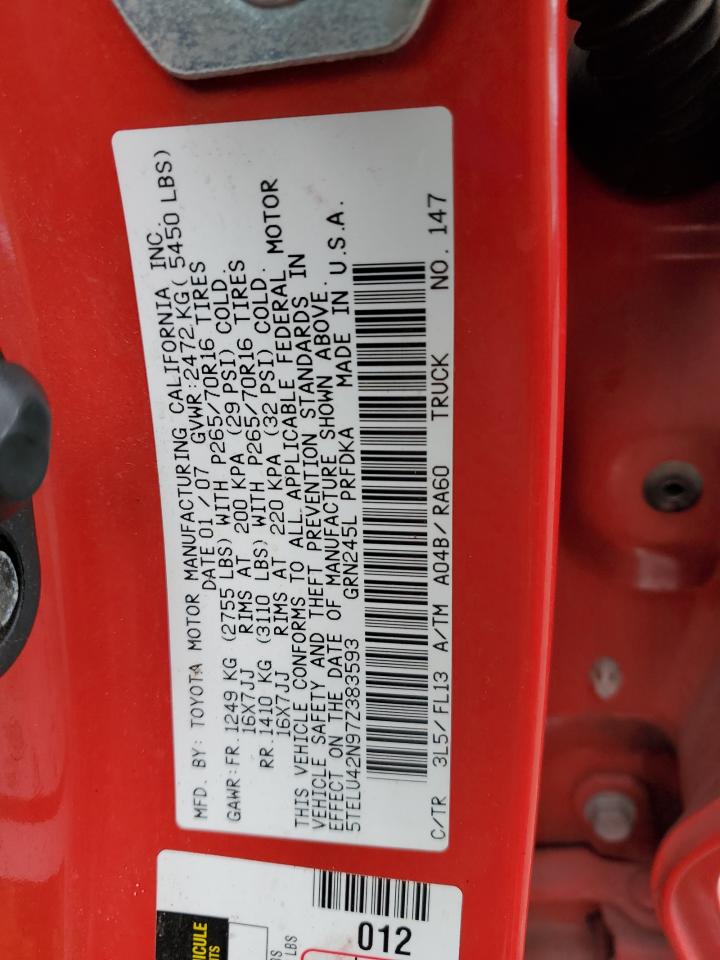 MFD. BY: TOYOTA MOTOR MANUFACTURING CALIFORNIA INC.
DATE 01 / 07 GVWR: 2472 KG( 5450 LBS)
GAWR: FR. 1249 KG (2755 LBS) WITH P265/70R16 TIRES
16X7JJ RIMS AT 200 KPA (29 PSI) COLD.
RR. 1410 KG (3110 LBS) WITH P265/70R16 TIRES
16X7JJ RIMS AT 220 KPA (32 PSI) COLD.
THIS VEHICLE CONFORMS TO ALL APPLICABLE FEDERAL MOTOR
VEHICLE SAFETY AND THEFT PREVENTION STANDARDS IN
EFFECT ON THE DATE OF MANUFACTURE SHOWN ABOVE.
5TELU42N97Z383593 GRN245L PRFDKA MADE IN U.S.A.
C/TR 3L5/ FL13 A/TM A04B/ RA60 TRUCK NO. 147
012
LBS